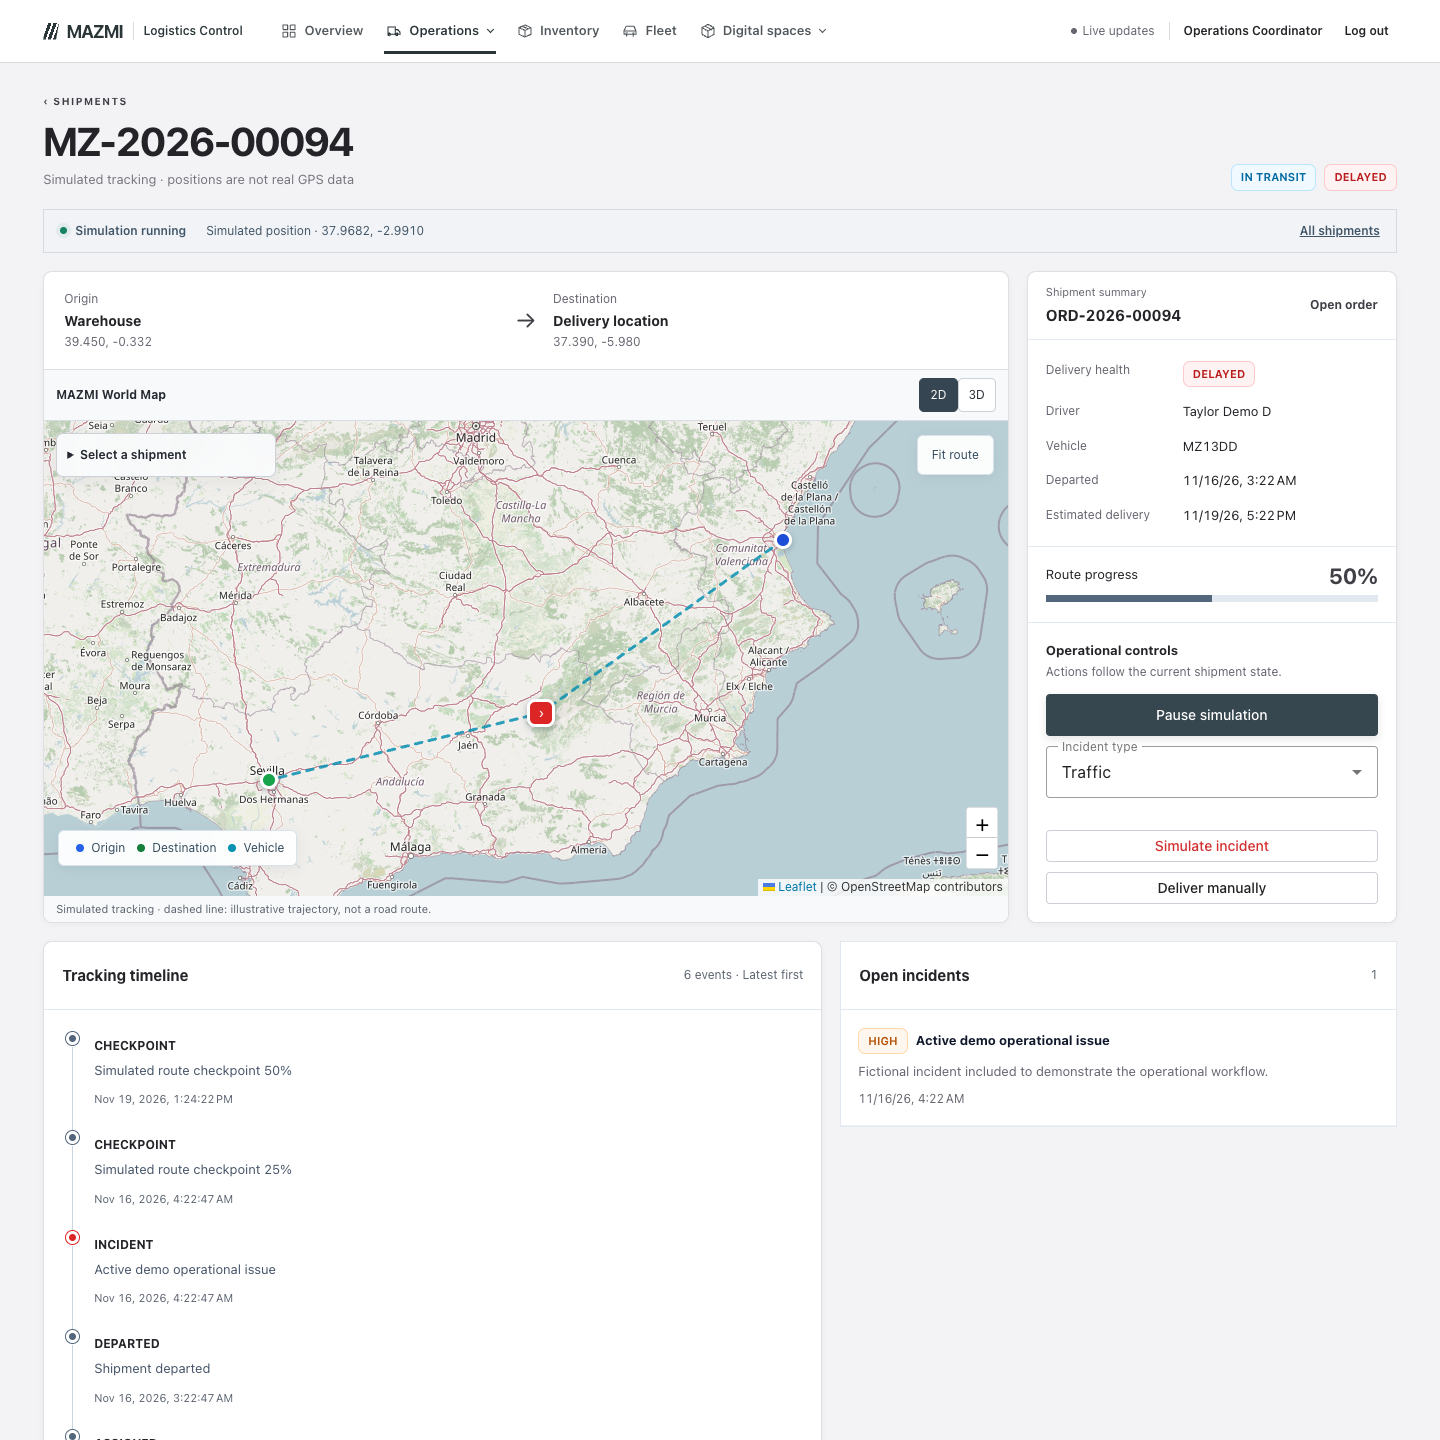 MAZMI
Logistics Control
Overview
Operations
Inventory
Fleet
Digital spaces
Live updates
Operations Coordinator
Log out
‹ SHIPMENTS
MZ-2026-00094
Simulated tracking · positions are not real GPS data
IN TRANSIT
DELAYED
Simulation running
Simulated position · 37.9682, -2.9910
All shipments
Origin
Warehouse
39.450, -0.332
Destination
Delivery location
37.390, -5.980
MAZMI World Map
2D
3D
Select a shipment
Fit route
Seia
Madrid
Teruel
Talavera
de la Reina
Valdemoro
Cuenca
Castelo
Branco
Toledo
Castilla-La
Mancha
Castelló
de la Plana /
Castellón
de la Plana
gal
Ponte
de Sor
Portalegre
Cáceres
Extremadura
Comunitat
Valenciana
Ciudad
Real
Estremoz
Mérida
Badajoz
Albacete
Évora
Reguengos
de Monsaraz
Alacant /
Alicante
Moura
Elx / Elche
Beja
Región de
Murcia
Serpa
Córdoba
Murcia
Jaén
Cartagena
Sevilla
Andalucía
Dos Hermanas
Granada
Huelva
Tavira
Faro
Málaga
Almería
Cádiz
Fuengirola
Ténès ⵜⵏⵙ
تنس
Origin
Destination
Vehicle
+
−
Leaflet | © OpenStreetMap contributors
Simulated tracking · dashed line: illustrative trajectory, not a road route.
Shipment summary
ORD-2026-00094
Open order
Delivery health
DELAYED
Driver
Taylor Demo D
Vehicle
MZ13DD
Departed
11/16/26, 3:22 AM
Estimated delivery
11/19/26, 5:22 PM
Route progress
50%
Operational controls
Actions follow the current shipment state.
Pause simulation
Incident type
Traffic
Simulate incident
Deliver manually
Tracking timeline
6 events · Latest first
CHECKPOINT
Simulated route checkpoint 50%
Nov 19, 2026, 1:24:22 PM
CHECKPOINT
Simulated route checkpoint 25%
Nov 16, 2026, 4:22:47 AM
INCIDENT
Active demo operational issue
Nov 16, 2026, 4:22:47 AM
DEPARTED
Shipment departed
Nov 16, 2026, 3:22:47 AM
Open incidents
1
HIGH
Active demo operational issue
Fictional incident included to demonstrate the operational workflow.
11/16/26, 4:22 AM